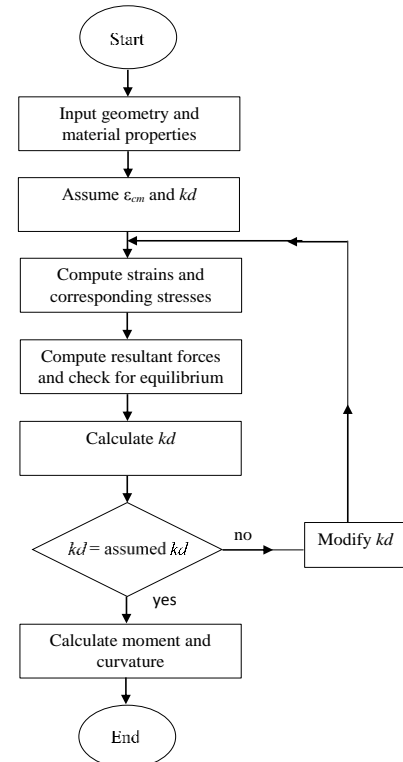 Start
Input geometry and
material properties
Assume εcm and kd
Compute strains and
corresponding stresses
Compute resultant forces
and check for equilibrium
Calculate kd
kd = assumed kd
no
Modify kd
yes
Calculate moment and
curvature
End